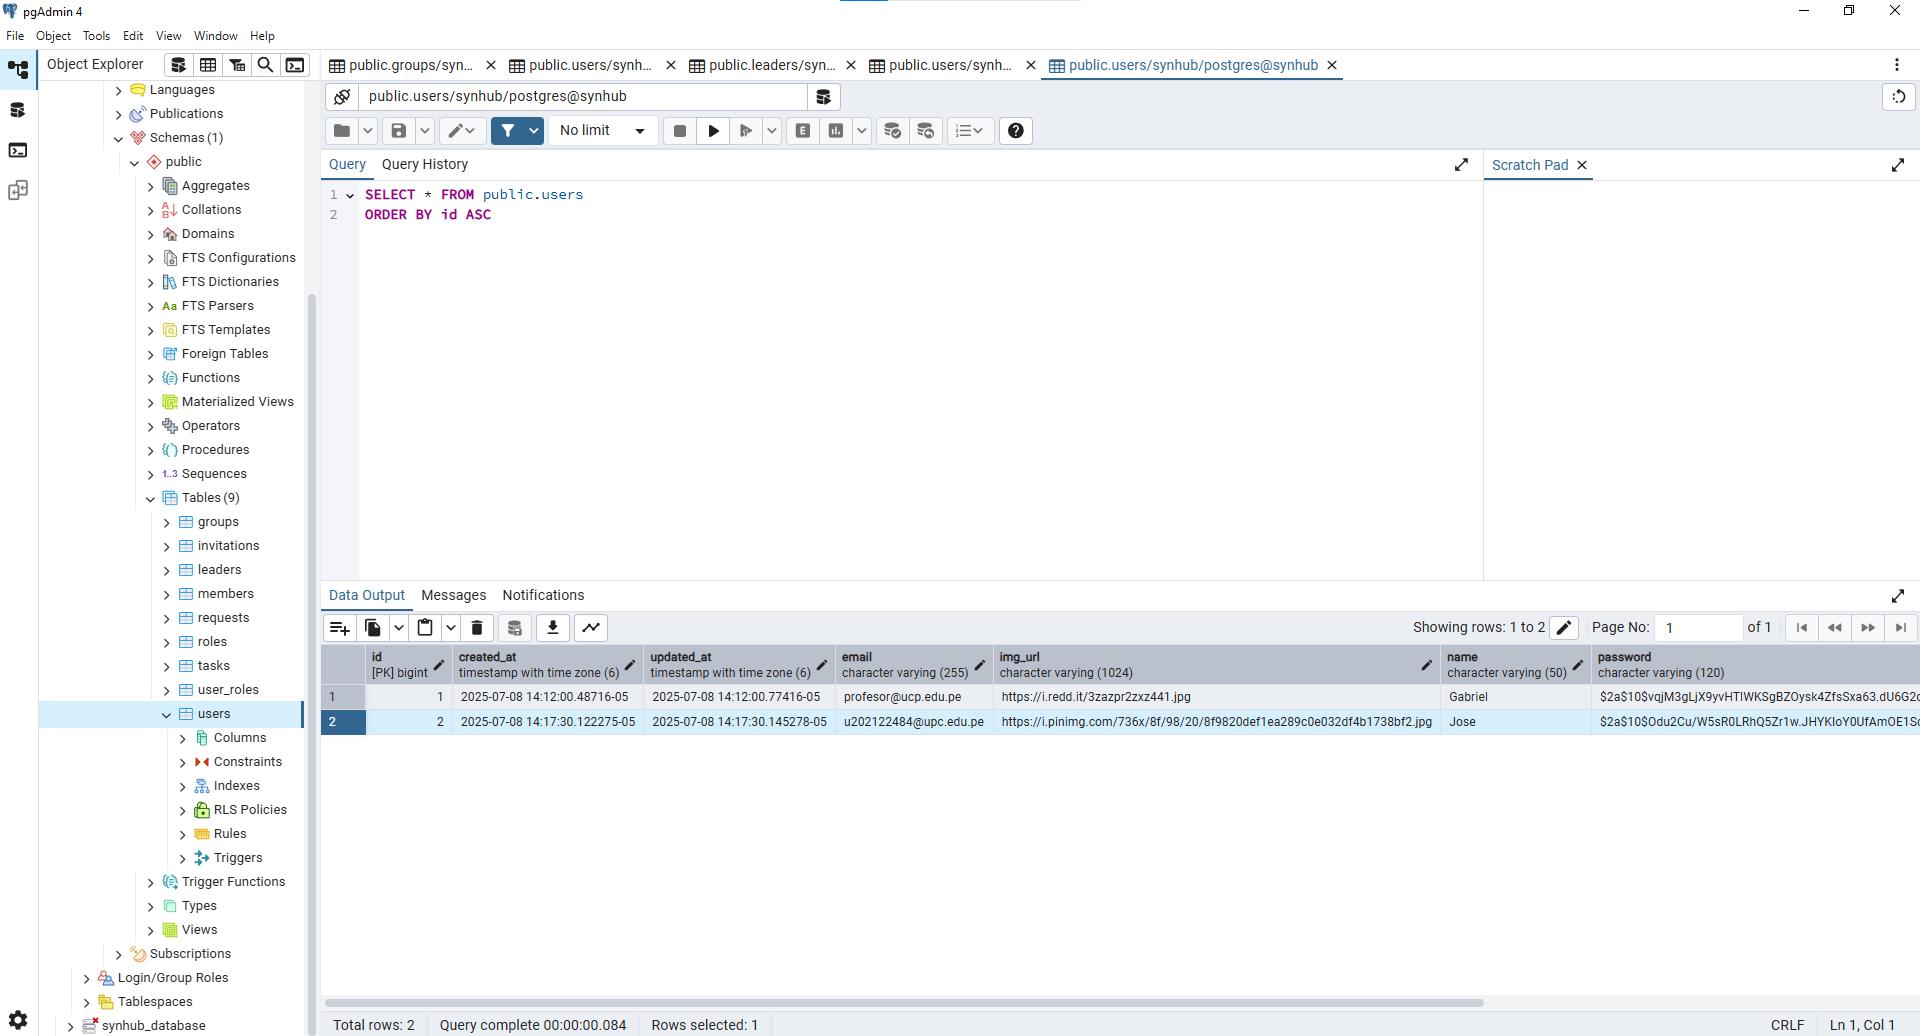 pgAdmin 4
File Object Tools Edit View Window Help
Object Explorer
public.groups/syn...
public.users/synh...
public.leaders/syn...
public.users/synh...
public.users/synhub/postgres@synhub
public.users/synhub/postgres@synhub
No limit
Query Query History
Scratch Pad
1 SELECT * FROM public.users
2 ORDER BY id ASC
Languages
Publications
Schemas (1)
public
Aggregates
Collations
Domains
FTS Configurations
FTS Dictionaries
Aa FTS Parsers
FTS Templates
Foreign Tables
Functions
Materialized Views
Operators
Procedures
1..3 Sequences
Tables (9)
groups
invitations
leaders
members
requests
roles
tasks
user_roles
users
Columns
Constraints
Indexes
RLS Policies
Rules
Triggers
Trigger Functions
Types
Views
Subscriptions
Login/Group Roles
Tablespaces
synhub_database
Data Output Messages Notifications
Showing rows: 1 to 2 Page No: 1 of 1
id created_at updated_at email img_url name password
[PK] bigint timestamp with time zone (6) timestamp with time zone (6) character varying (255) character varying (1024) character varying (50) character varying (120)
1 1 2025-07-08 14:12:00.48716-05 2025-07-08 14:12:00.77416-05 profesor@ucp.edu.pe https://i.redd.it/3zazpr2zxz441.jpg Gabriel
2 2 2025-07-08 14:17:30.122275-05 2025-07-08 14:17:30.145278-05 u202122484@upc.edu.pe https://i.pinimg.com/736x/8f/98/20/8f9820def1ea289c0e032df4b1738bf2.jpg Jose
Total rows: 2 Query complete 00:00:00.084 Rows selected: 1 CRLF Ln 1, Col 1